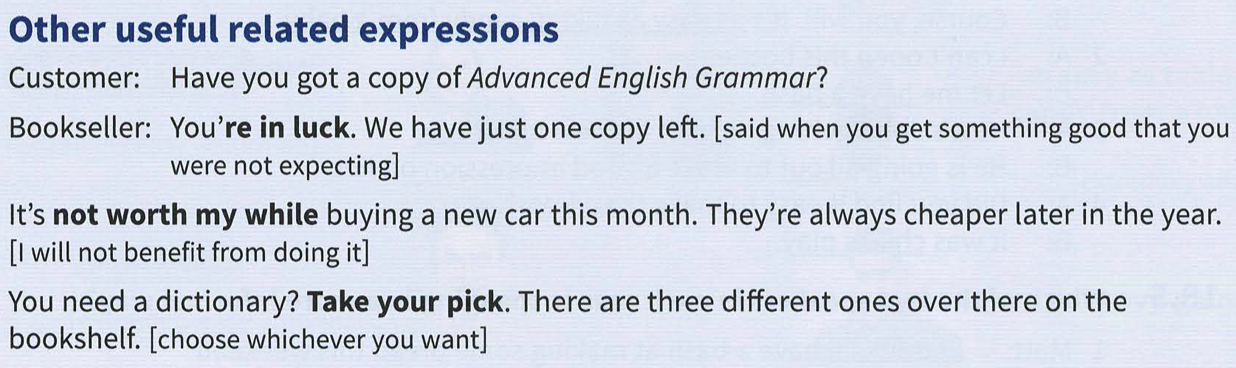 Other useful related expressions
Customer: Have you got a copy of Advanced English Grammar?
Bookseller: You're in luck. We have just one copy left. [said when you get something good that you
were not expecting]
It's not worth my while buying a new car this month. They're always cheaper later in the year.
[I will not benefit from doing it]
You need a dictionary? Take your pick. There are three different ones over there on the
bookshelf. [choose whichever you want]